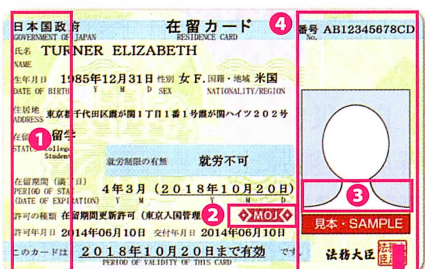 日本国政府 在留カード 番号 AB12345678CD
GOVERNMENT OF JAPAN RESIDENCE CARD No.
氏名 TURNER ELIZABETH
NAME
生年月日 1985年12月31日 性別 女 F. 国籍・地域 米国
DATE OF BIRTH Y M D SEX NATIONALITY/REGION
住居地 東京都千代田区霞が関1丁目1番1号霞が関ハイツ202号
ADDRESS
在留 留学
STATUS College
Student
就労制限の有無 就労不可
在留期間(満了日) 4年3月(2018年10月20日)
PERIOD OF STAY
(DATE OF EXPIRATION) Y M Y M D
許可の種類 在留期間更新許可(東京入国管理
MOJ
許可年月日 2014年06月10日 交付年月日 2014年06月10日
このカードは 2018年10月20日まで有効 です
PERIOD OF VALIDITY OF THIS CARD
見本・SAMPLE
法務大臣
1
2
3
4